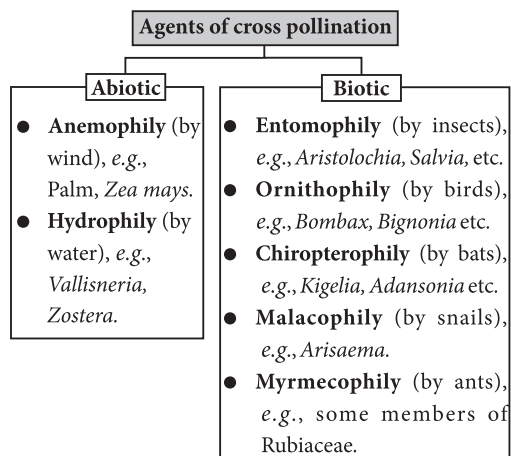 Agents of cross pollination
Abiotic
● Anemophily (by
wind), e.g.,
Palm, Zea mays.
● Hydrophily (by
water), e.g.,
Vallisneria,
Zostera.
Biotic
● Entomophily (by insects),
e.g., Aristolochia, Salvia, etc.
● Ornithophily (by birds),
e.g., Bombax, Bignonia etc.
● Chiropterophily (by bats),
e.g., Kigelia, Adansonia etc.
● Malacophily (by snails),
e.g., Arisaema.
● Myrmecophily (by ants),
e.g., some members of
Rubiaceae.